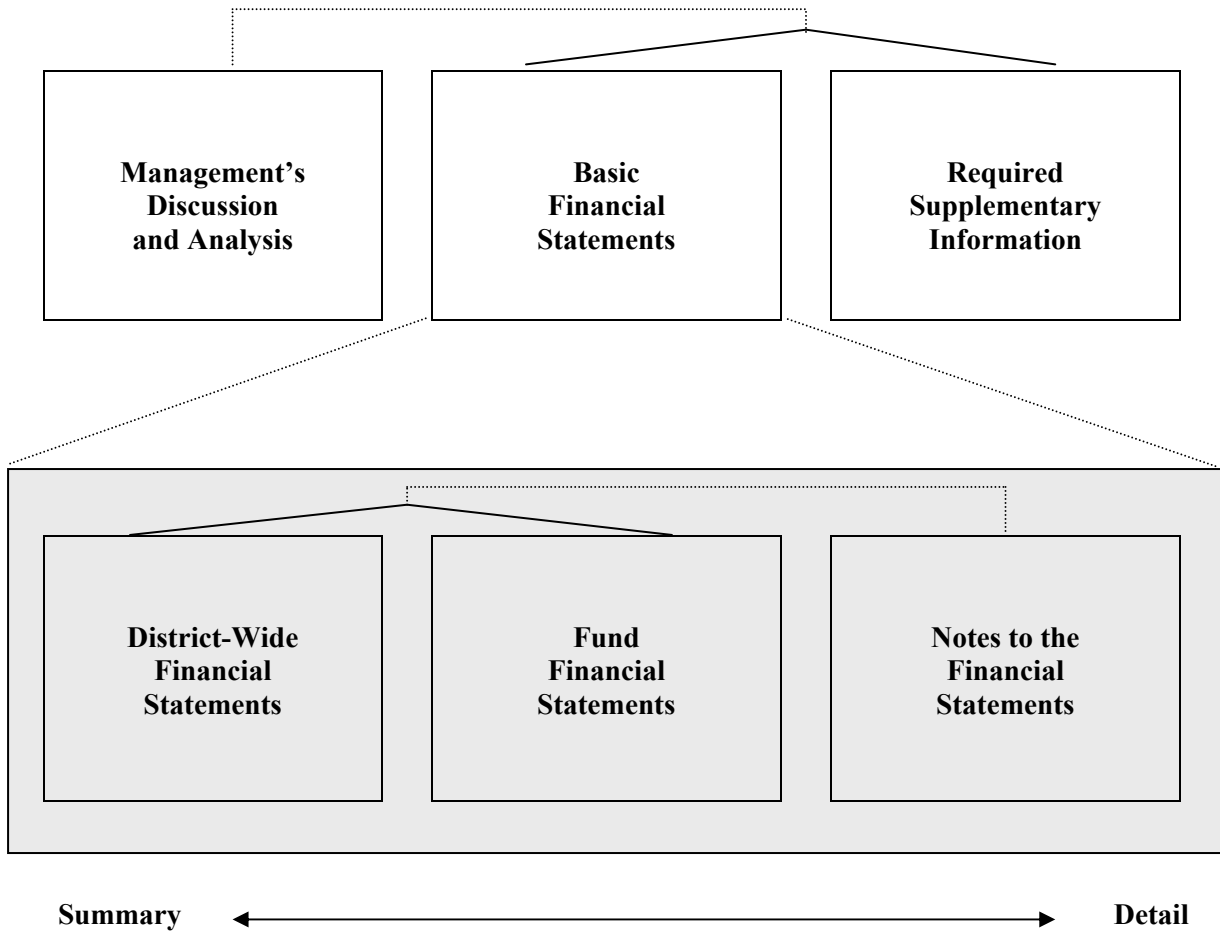 Management’s
Discussion
and Analysis
Basic
Financial
Statements
Required
Supplementary
Information
District-Wide
Financial
Statements
Fund
Financial
Statements
Notes to the
Financial
Statements
Summary
Detail